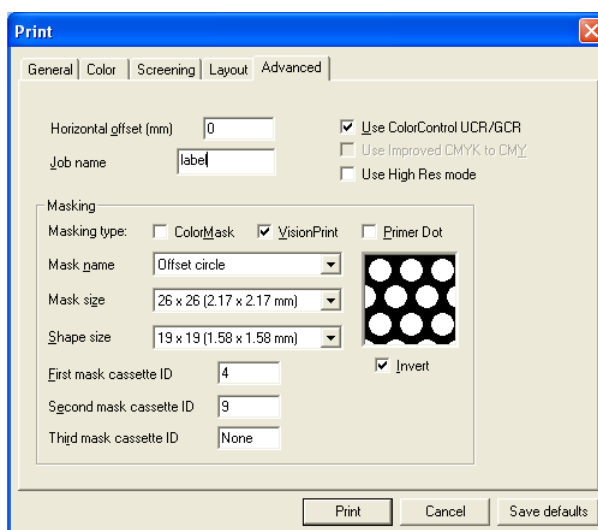 Print
General Color Screening Layout Advanced
Horizontal offset (mm) 0
Use ColorControl UCR/GCR
Use Improved CMYK to CMY
Job name label
Use High Res mode
Masking
Masking type: ColorMask VisionPrint Primer Dot
Mask name Offset circle
Mask size 26 x 26 (2.17 x 2.17 mm)
Shape size 19 x 19 (1.58 x 1.58 mm)
Invert
First mask cassette ID 4
Second mask cassette ID 9
Third mask cassette ID None
Print Cancel Save defaults